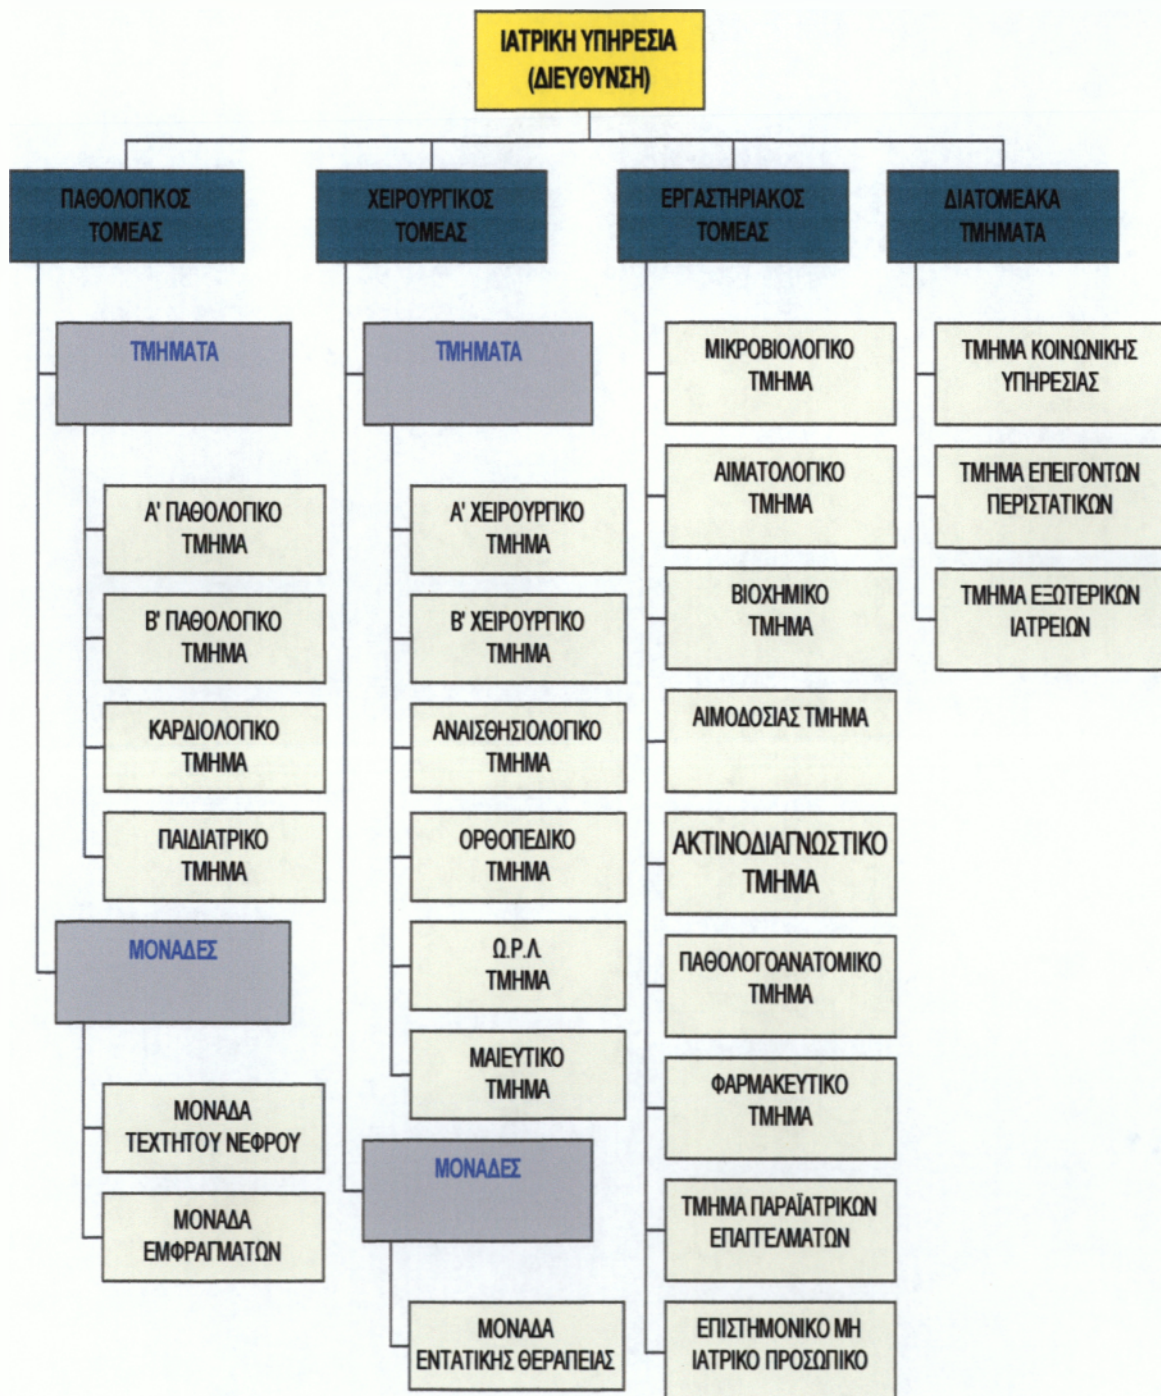 ΙΑΤΡΙΚΗ ΥΠΗΡΕΣΙΑ
(ΔΙΕΥΘΥΝΣΗ)
ΠΑΘΟΛΟΓΙΚΟΣ
ΤΟΜΕΑΣ
ΤΜΗΜΑΤΑ
Α' ΠΑΘΟΛΟΓΙΚΟ
ΤΜΗΜΑ
Β' ΠΑΘΟΛΟΓΙΚΟ
ΤΜΗΜΑ
ΚΑΡΔΙΟΛΟΓΙΚΟ
ΤΜΗΜΑ
ΠΑΙΔΙΑΤΡΙΚΟ
ΤΜΗΜΑ
ΜΟΝΑΔΕΣ
ΜΟΝΑΔΑ
ΤΕΧΤΗΤΟΥ ΝΕΦΡΟΥ
ΜΟΝΑΔΑ
ΕΜΦΡΑΓΜΑΤΩΝ
ΧΕΙΡΟΥΡΓΙΚΟΣ
ΤΟΜΕΑΣ
ΤΜΗΜΑΤΑ
Α' ΧΕΙΡΟΥΡΓΙΚΟ
ΤΜΗΜΑ
Β' ΧΕΙΡΟΥΡΓΙΚΟ
ΤΜΗΜΑ
ΑΝΑΙΣΘΗΣΙΟΛΟΓΙΚΟ
ΤΜΗΜΑ
ΟΡΘΟΠΕΔΙΚΟ
ΤΜΗΜΑ
Ω.Ρ.Λ.
ΤΜΗΜΑ
ΜΑΙΕΥΤΙΚΟ
ΤΜΗΜΑ
ΜΟΝΑΔΕΣ
ΜΟΝΑΔΑ
ΕΝΤΑΤΙΚΗΣ ΘΕΡΑΠΕΙΑΣ
ΕΡΓΑΣΤΗΡΙΑΚΟΣ
ΤΟΜΕΑΣ
ΜΙΚΡΟΒΙΟΛΟΓΙΚΟ
ΤΜΗΜΑ
ΑΙΜΑΤΟΛΟΓΙΚΟ
ΤΜΗΜΑ
ΒΙΟΧΗΜΙΚΟ
ΤΜΗΜΑ
ΑΙΜΟΔΟΣΙΑΣ ΤΜΗΜΑ
ΑΚΤΙΝΟΔΙΑΓΝΩΣΤΙΚΟ
ΤΜΗΜΑ
ΠΑΘΟΛΟΓΟΑΝΑΤΟΜΙΚΟ
ΤΜΗΜΑ
ΦΑΡΜΑΚΕΥΤΙΚΟ
ΤΜΗΜΑ
ΤΜΗΜΑ ΠΑΡΑΪΑΤΡΙΚΩΝ
ΕΠΑΓΓΕΛΜΑΤΩΝ
ΕΠΙΣΤΗΜΟΝΙΚΟ ΜΗ
ΙΑΤΡΙΚΟ ΠΡΟΣΩΠΙΚΟ
ΔΙΑΤΟΜΕΑΚΑ
ΤΜΗΜΑΤΑ
ΤΜΗΜΑ ΚΟΙΝΩΝΙΚΗΣ
ΥΠΗΡΕΣΙΑΣ
ΤΜΗΜΑ ΕΠΕΙΓΟΝΤΩΝ
ΠΕΡΙΣΤΑΤΙΚΩΝ
ΤΜΗΜΑ ΕΞΩΤΕΡΙΚΩΝ
ΙΑΤΡΕΙΩΝ